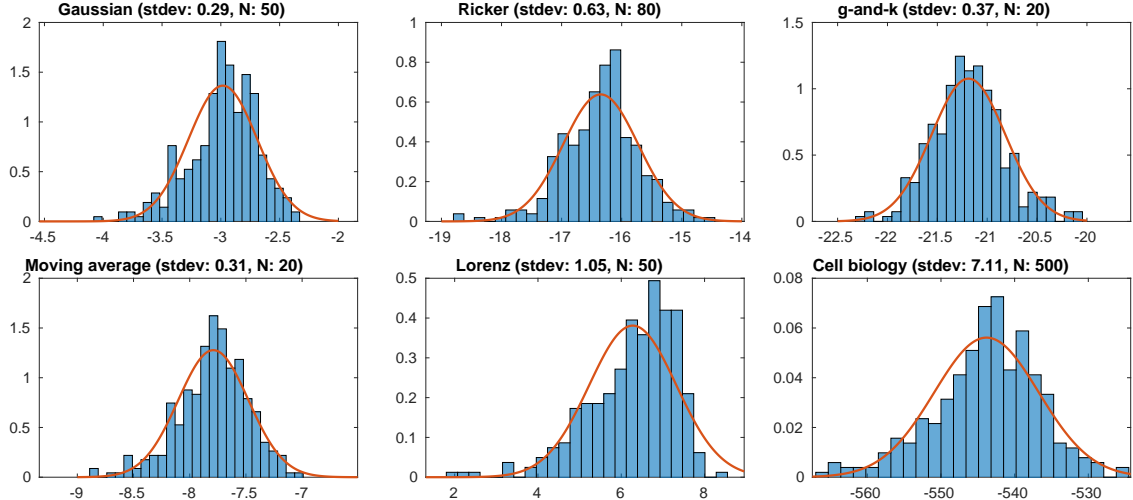 Gaussian (stdev: 0.29, N: 50)
2
1.5
1
0.5
0
-4.5 -4 -3.5 -3 -2.5 -2
Ricker (stdev: 0.63, N: 80)
1
0.8
0.6
0.4
0.2
0
-19 -18 -17 -16 -15 -14
g-and-k (stdev: 0.37, N: 20)
1.5
1
0.5
0
-22.5 -22 -21.5 -21 -20.5 -20
Moving average (stdev: 0.31, N: 20)
2
1.5
1
0.5
0
-9 -8.5 -8 -7.5 -7
Lorenz (stdev: 1.05, N: 50)
0.5
0.4
0.3
0.2
0.1
0
2 4 6 8
Cell biology (stdev: 7.11, N: 500)
0.08
0.06
0.04
0.02
0
-560 -550 -540 -530